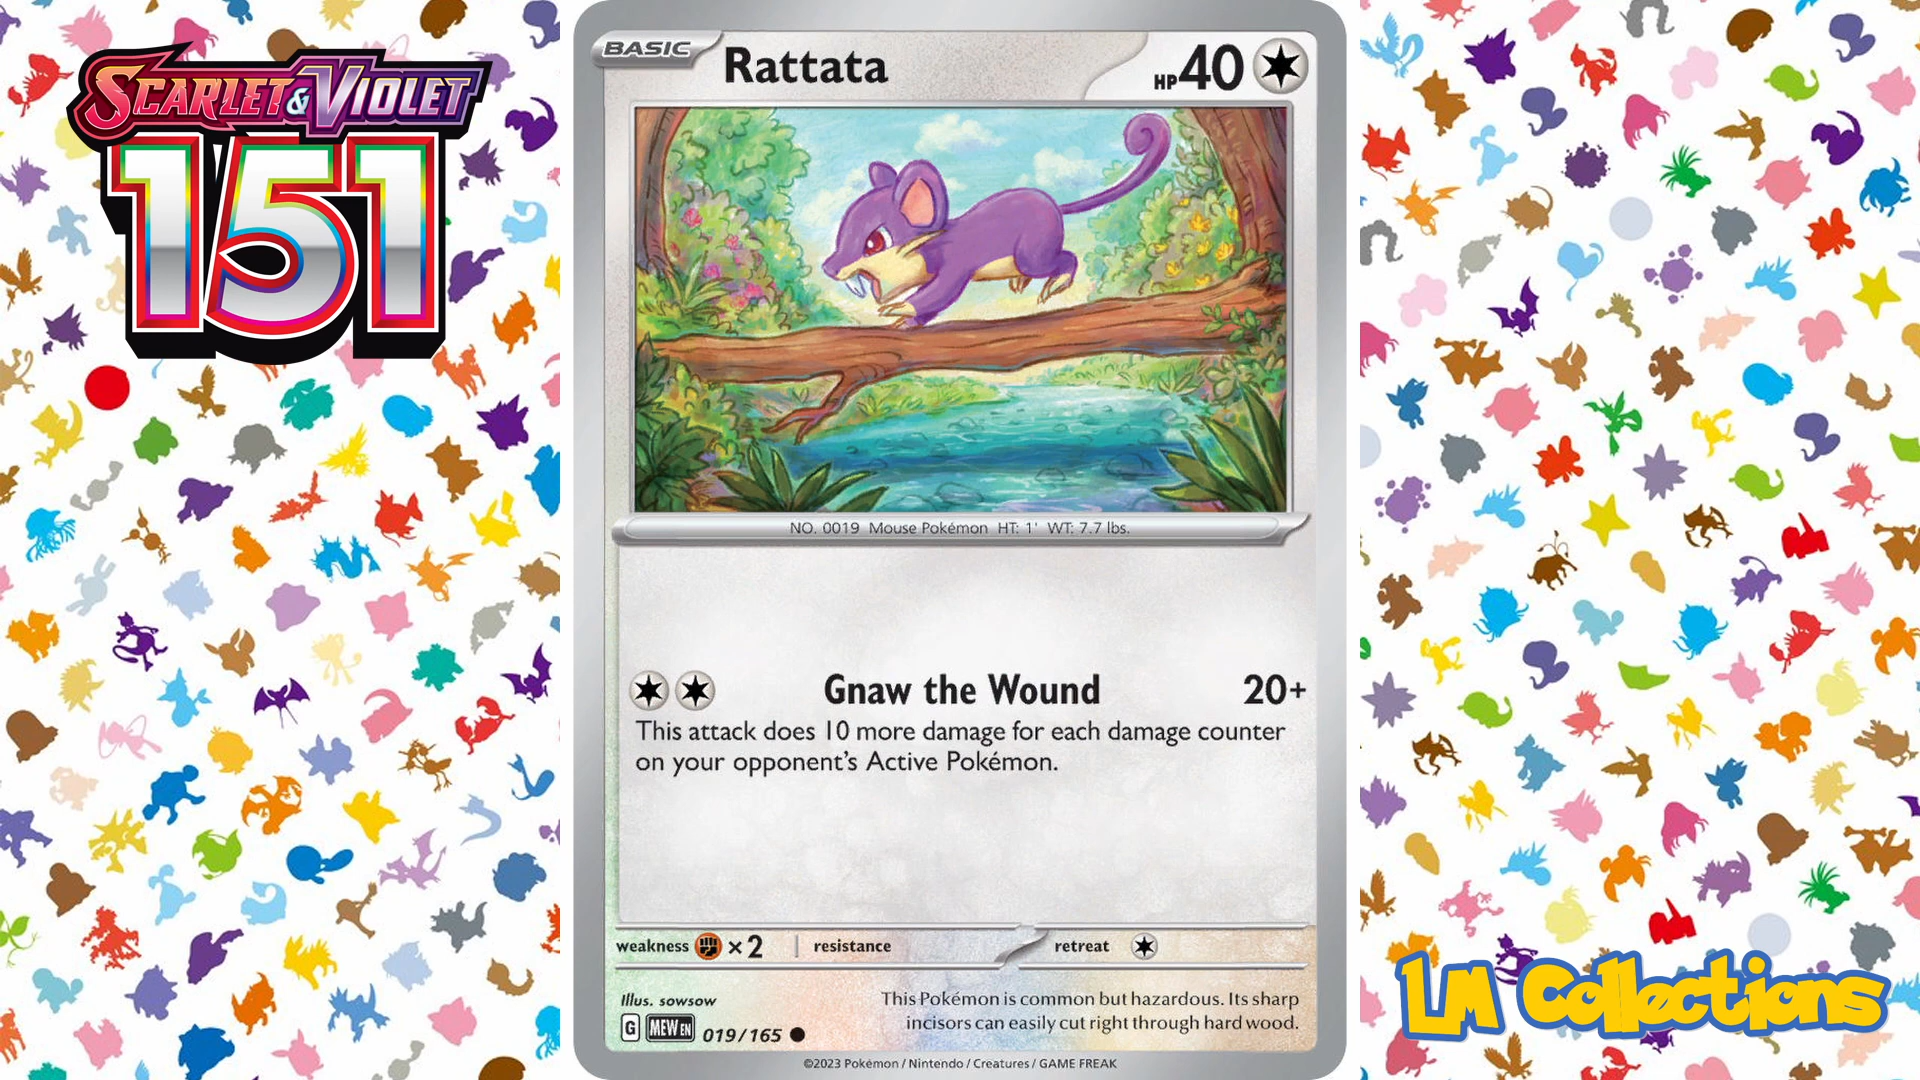 SCARLET & VIOLET
151
BASIC
Rattata
HP 40
NO. 0019 Mouse Pokémon HT: 1' WT: 7.7 lbs.
Gnaw the Wound 20+
This attack does 10 more damage for each damage counter
on your opponent's Active Pokémon.
weakness ×2 resistance retreat
Illus. sowsow
This Pokémon is common but hazardous. Its sharp
incisors can easily cut right through hard wood.
G MEW EN 019/165
©2023 Pokémon / Nintendo / Creatures / GAME FREAK
LM Collections